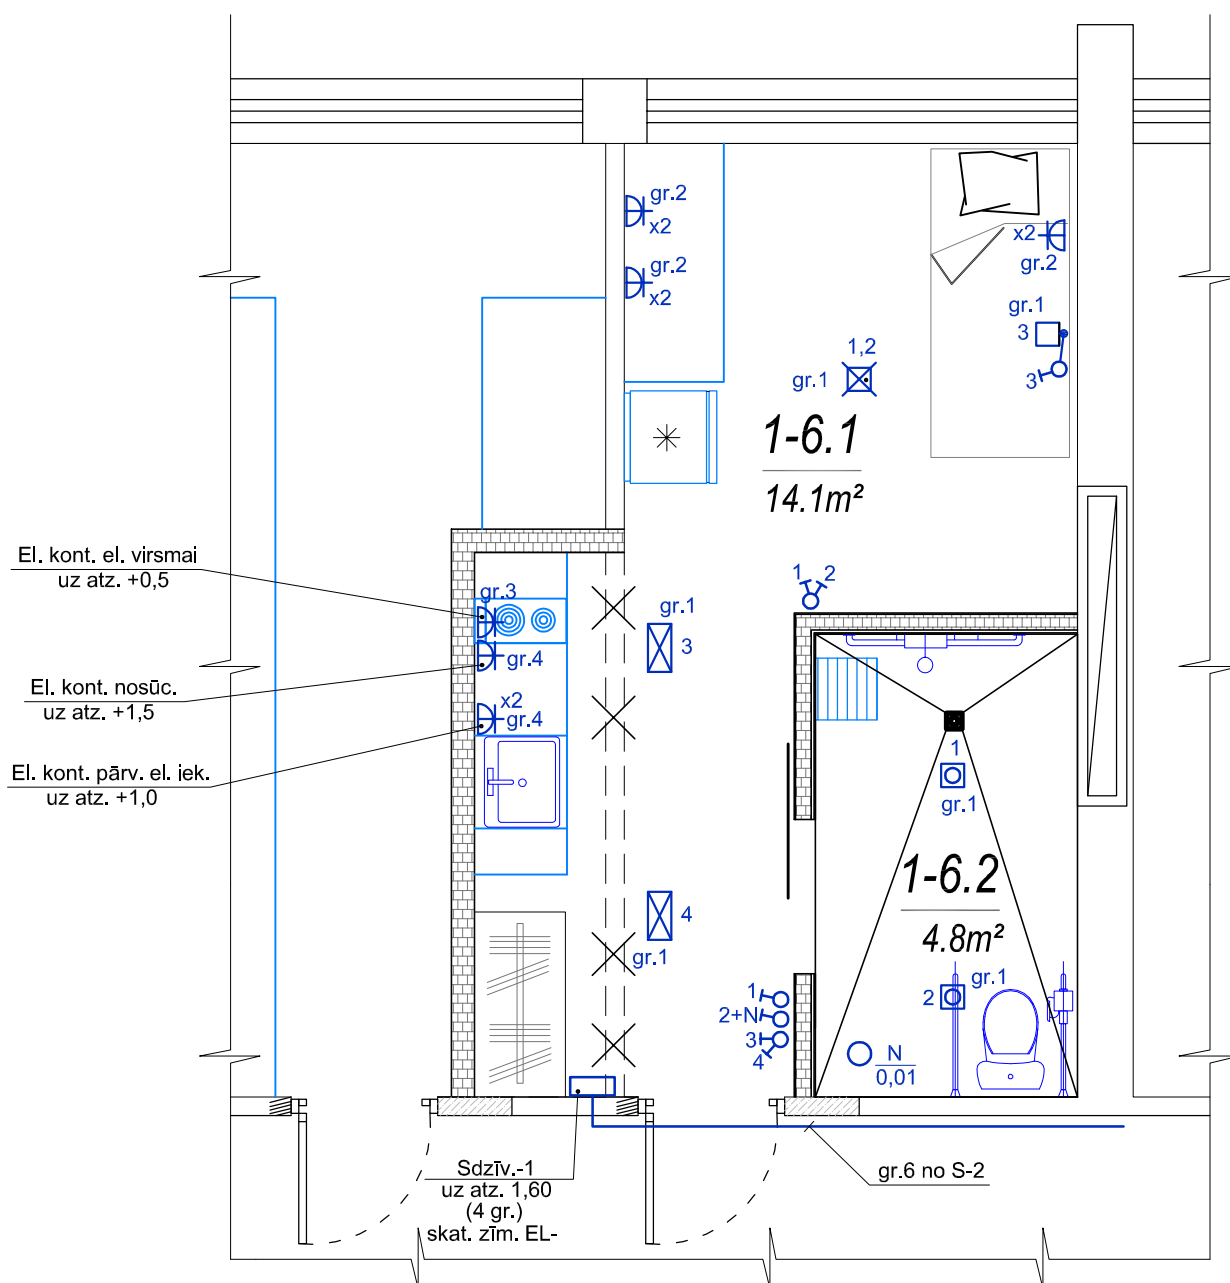 gr.2
x2
gr.2
x2
x2
gr.2
gr.1
3
3
1,2
gr.1
1-6.1
14.1m²
El. kont. el. virsmai
uz atz. +0,5
gr.3
1
2
gr.1
3
gr.4
El. kont. nosūc.
uz atz. +1,5
x2
gr.4
El. kont. pārv. el. iek.
uz atz. +1,0
1
gr.1
1-6.2
4.8m²
4
gr.1
gr.1
2
1
2+N
3
4
N
0,01
Sdzīv.-1
uz atz. 1,60
(4 gr.)
skat. zīm. EL-
gr.6 no S-2